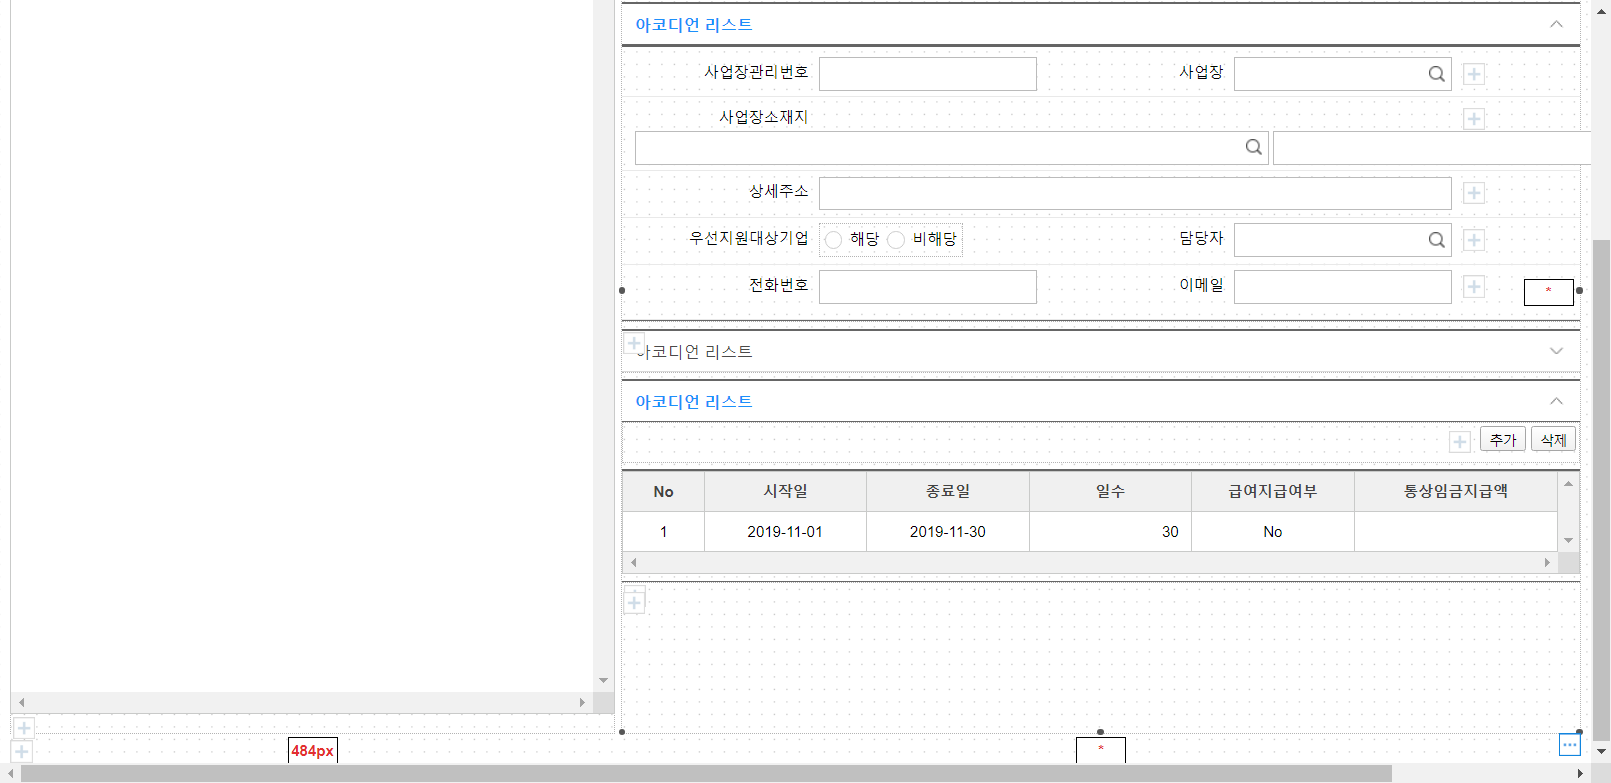 아코디언 리스트
사업장관리번호 사업장
사업장소재지
상세주소
우선지원대상기업 해당 비해당 담당자
전화번호 이메일
*
아코디언 리스트
아코디언 리스트
추가 삭제
No 시작일 종료일 일수 급여지급여부 통상임금지급액
1 2019-11-01 2019-11-30 30 No
484px *